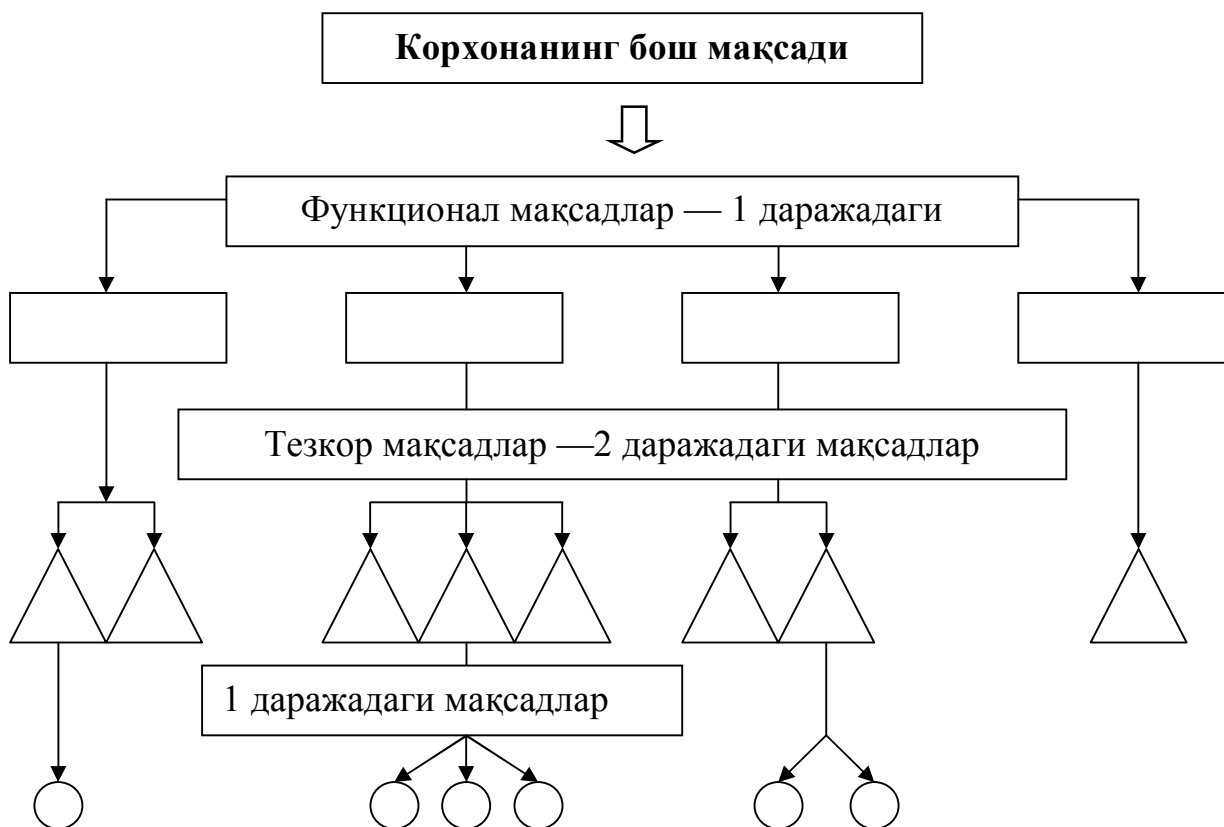 Корхонанинг бош мақсади
Функционал мақсадлар — 1 даражадаги
Тезкор мақсадлар —2 даражадаги мақсадлар
1 даражадаги мақсадлар